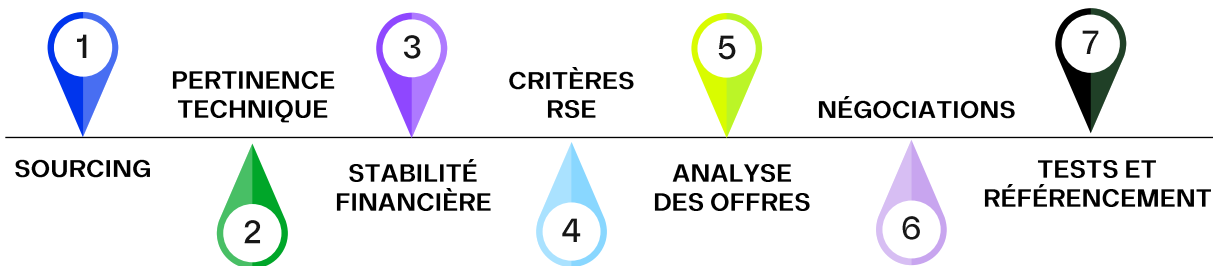 1
SOURCING
PERTINENCE
TECHNIQUE
2
3
STABILITÉ
FINANCIÈRE
CRITÈRES
RSE
4
5
ANALYSE
DES OFFRES
NÉGOCIATIONS
6
7
TESTS ET
RÉFÉRENCEMENT